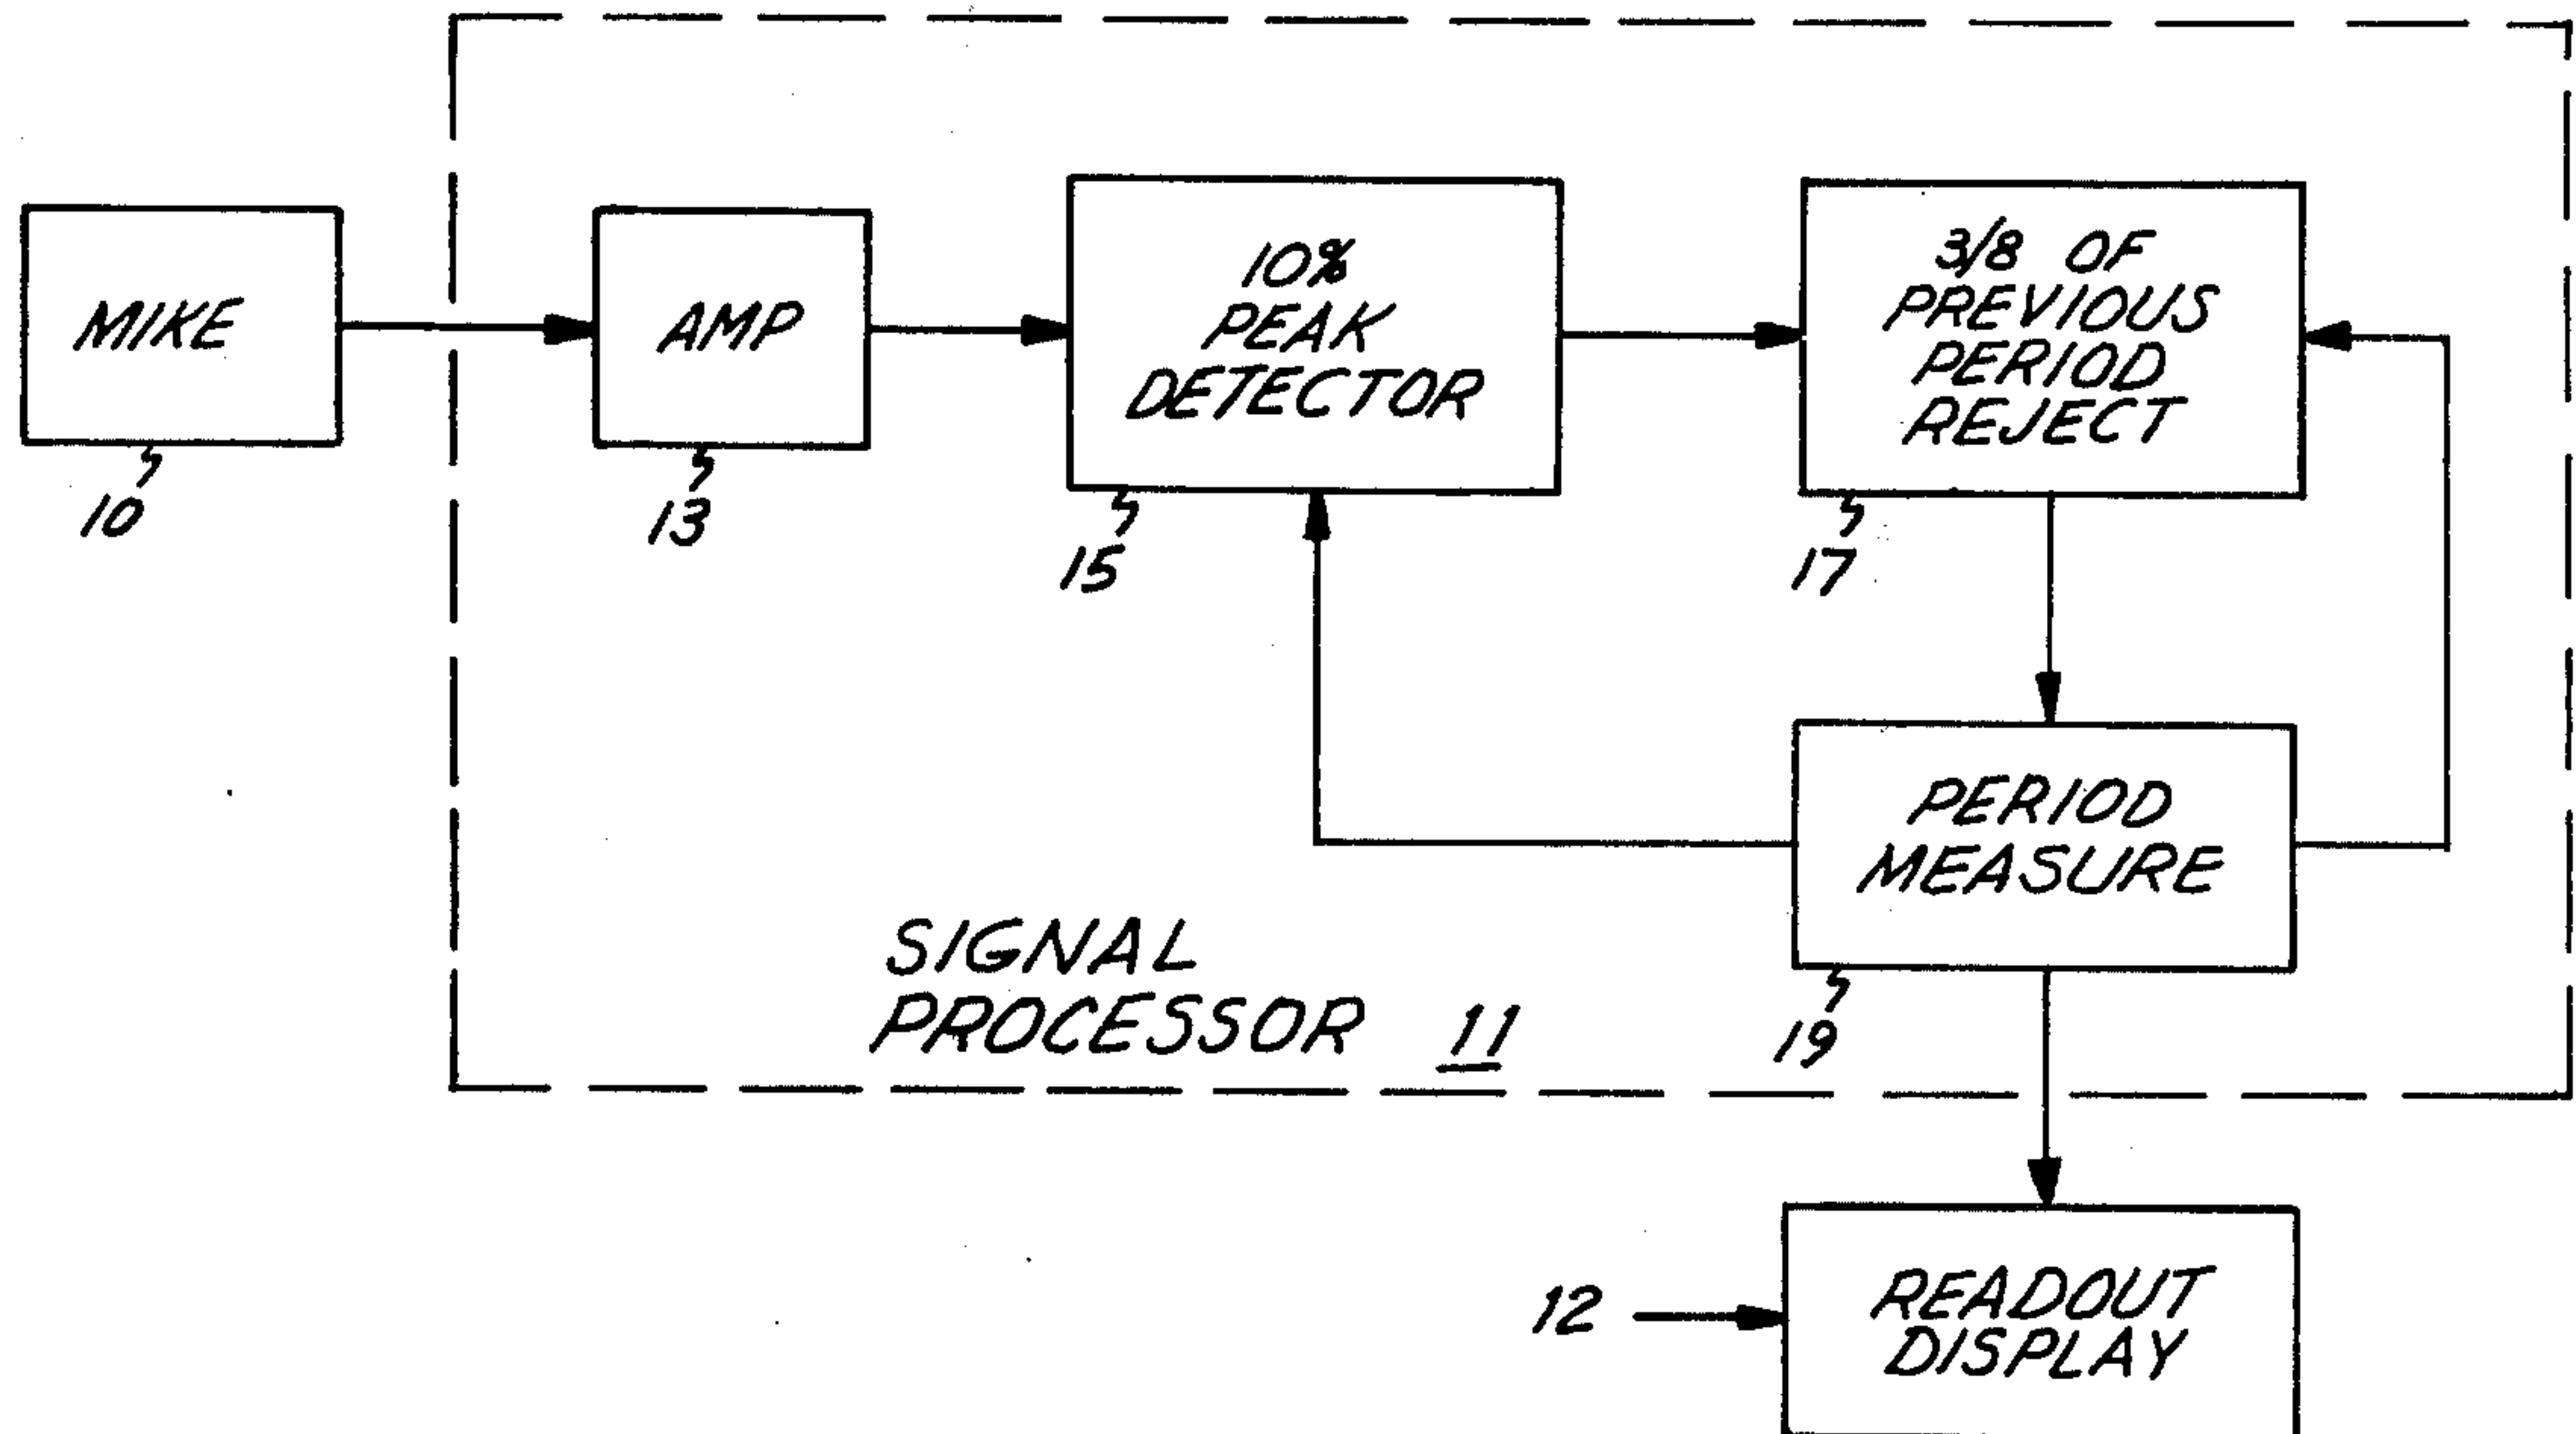 MIKE
10
AMP
13
10%
PEAK
DETECTOR
15
3/8 OF
PREVIOUS
PERIOD
REJECT
17
PERIOD
MEASURE
19
SIGNAL
PROCESSOR 11
12
READOUT
DISPLAY